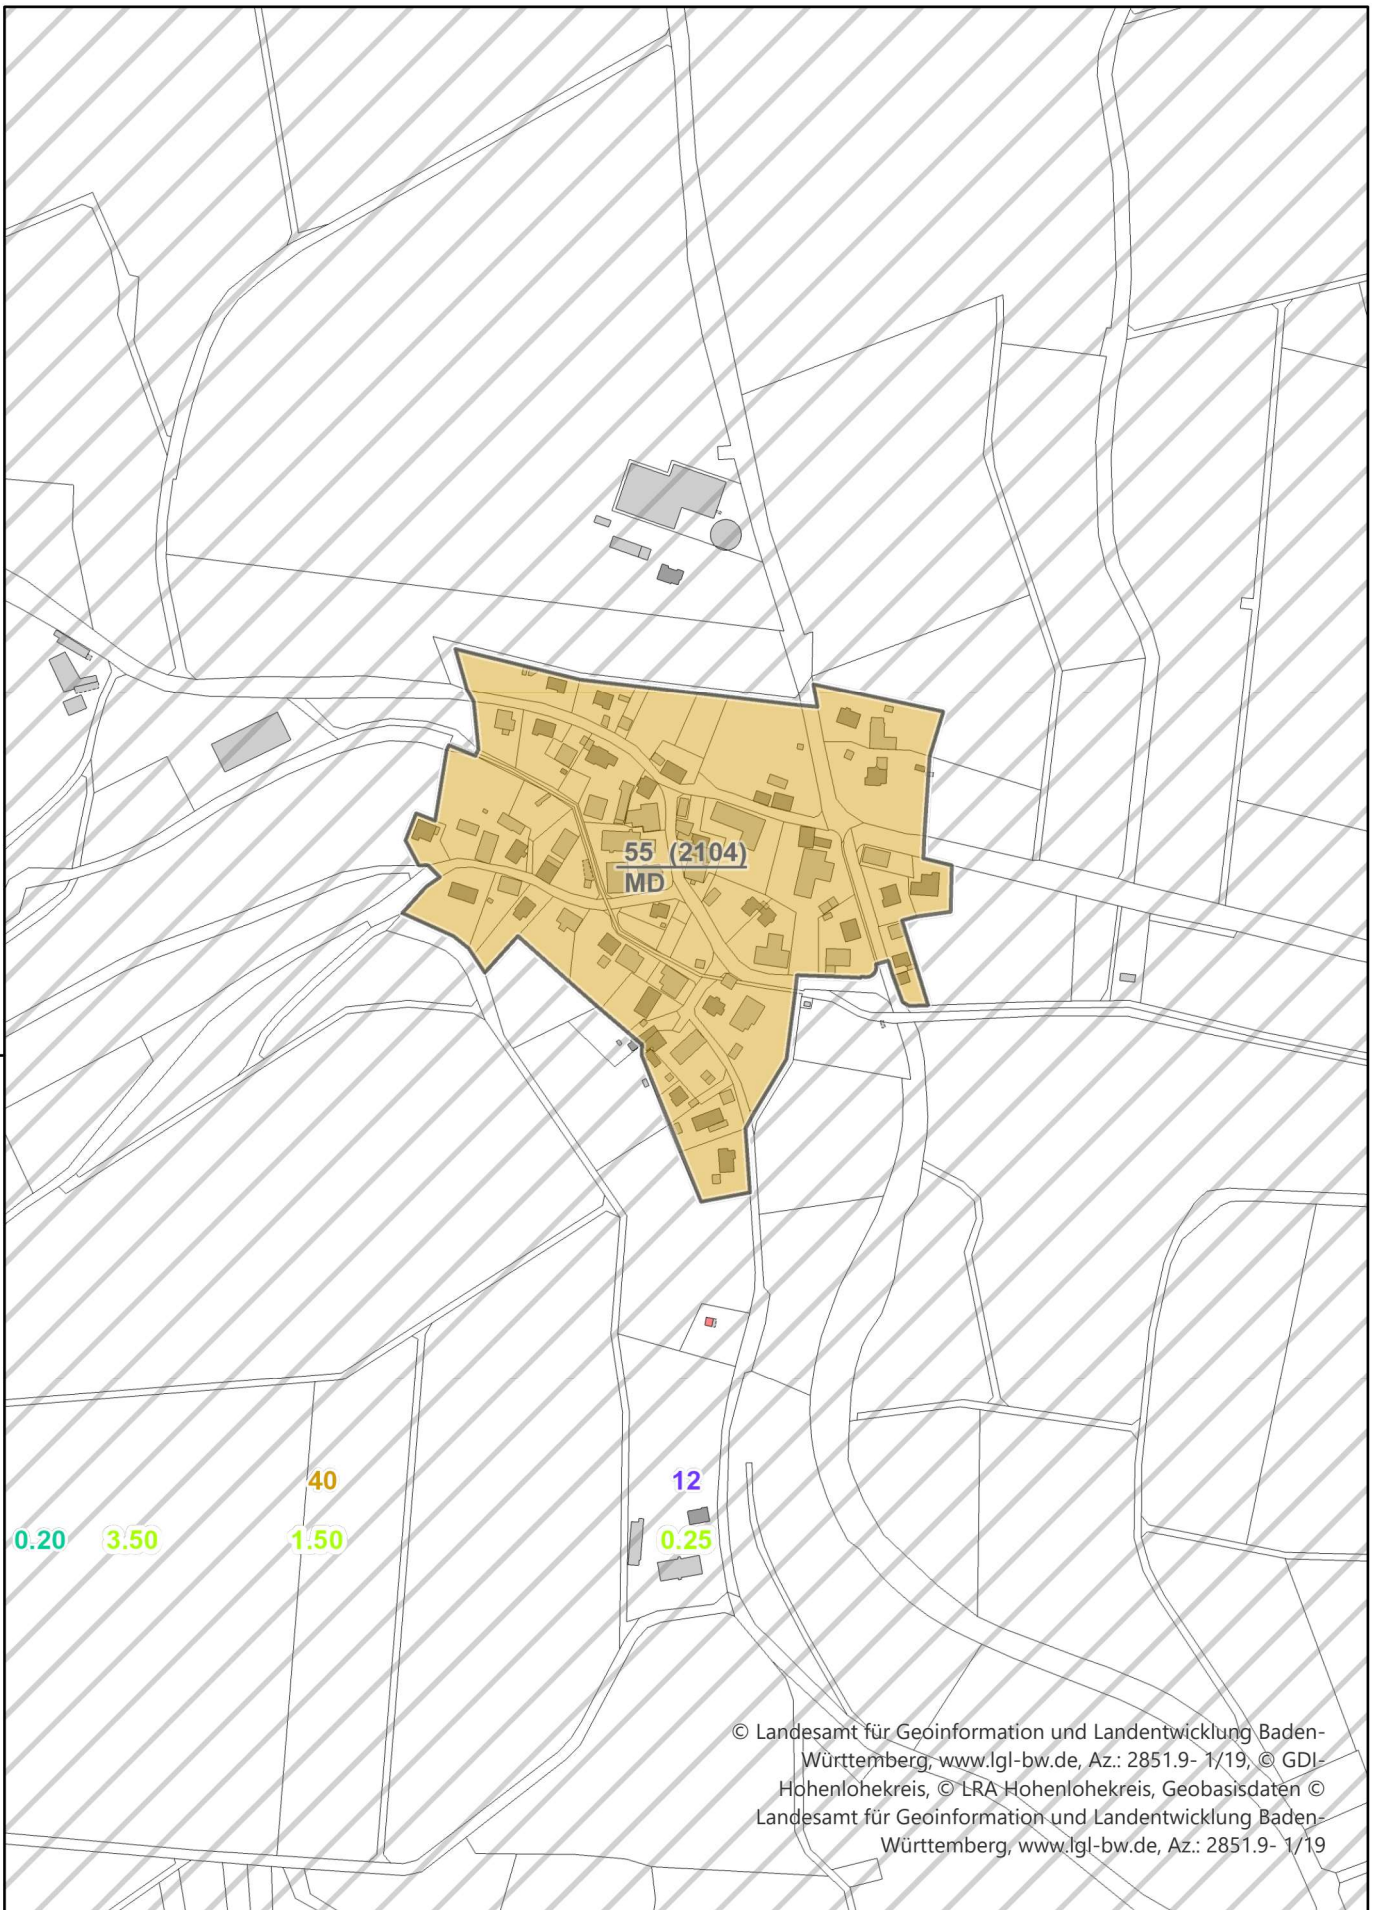 55 (2104)
MD
40
12
0.20 3.50 1.50 0.25
© Landesamt für Geoinformation und Landentwicklung Baden-
Württemberg, www.lgl-bw.de, Az.: 2851.9- 1/19, © GDI-
Hohenlohekreis, © LRA Hohenlohekreis, Geobasisdaten ©
Landesamt für Geoinformation und Landentwicklung Baden-
Württemberg, www.lgl-bw.de, Az.: 2851.9- 1/19